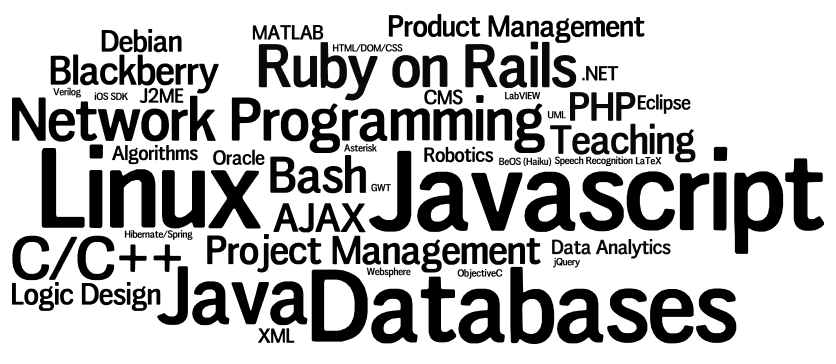 Product Management
Debian
MATLAB
HTML/DOM/CSS
Blackberry
Ruby on Rails
.NET
Verilog
iOS SDK
J2ME
CMS
LabVIEW
PHP
Eclipse
Network Programming
UML
Teaching
Asterisk
Algorithms
Oracle
Robotics
BeOS (Haiku)
Speech Recognition
LaTeX
Linux
Bash
GWT
Javascript
AJAX
Hibernate/Spring
C/C++
Project Management
Data Analytics
jQuery
Websphere
ObjectiveC
Logic Design
Java
Databases
XML